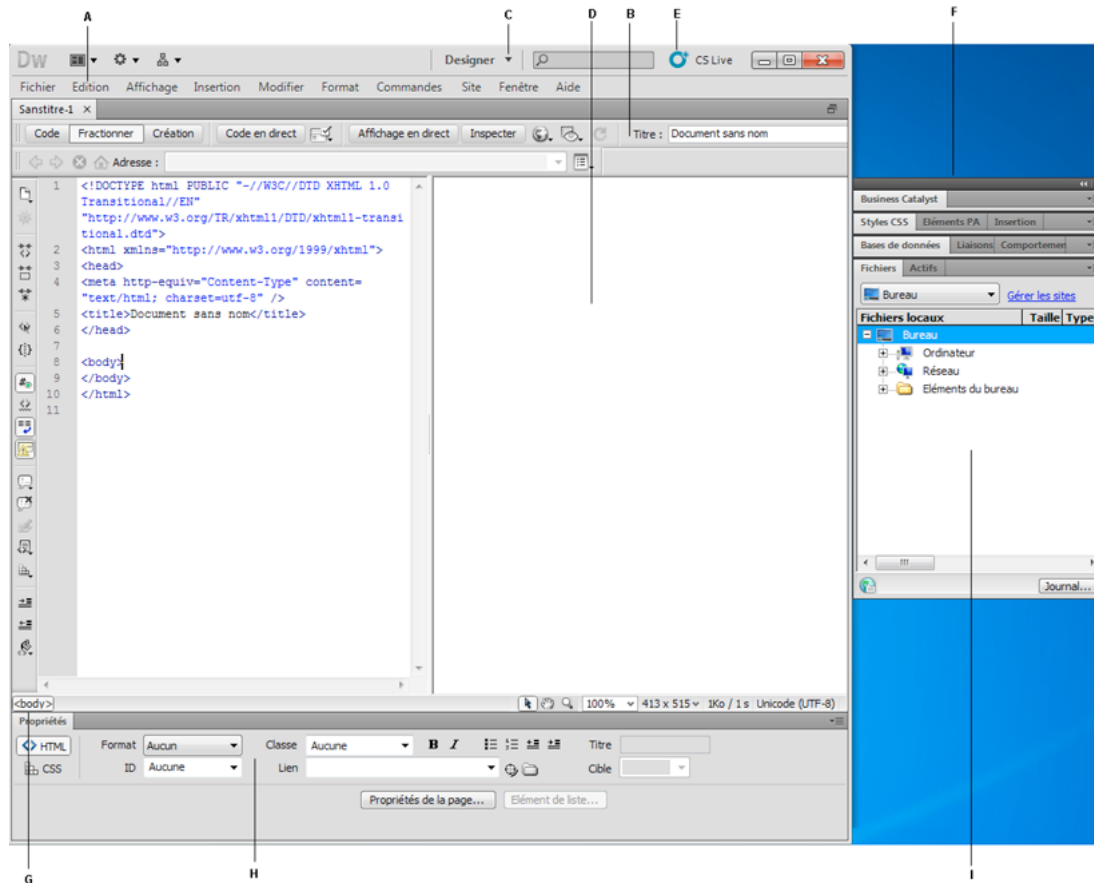 A
C
D
B
E
F
Dw
Designer
CS Live
Fichier Edition Affichage Insertion Modifier Format Commandes Site Fenêtre Aide
Sanstitre-1
Code Fractionner Création Code en direct Affichage en direct Inspecter Titre : Document sans nom
Adresse :
1 <!DOCTYPE html PUBLIC "-//W3C//DTD XHTML 1.0
Transitional//EN"
"http://www.w3.org/TR/xhtml1/DTD/xhtml1-transi
tional.dtd">
2 <html xmlns="http://www.w3.org/1999/xhtml">
3 <head>
4 <meta http-equiv="Content-Type" content=
"text/html; charset=utf-8" />
5 <title>Document sans nom</title>
6 </head>
7
8 <body>
9 </body>
10 </html>
11
Business Catalyst
Styles CSS Eléments PA Insertion
Bases de données Liaisons Comportemen
Fichiers Actifs
Bureau Gérer les sites
Fichiers locaux Taille Type
Bureau
Ordinateur
Réseau
Eléments du bureau
Journal...
<body> 100% 413 x 515 1Ko / 1 s Unicode (UTF-8)
Propriétés
HTML Format Aucun Classe Aucune B I Titre
CSS ID Aucune Lien Cible
Propriétés de la page... Elément de liste...
G
H
I